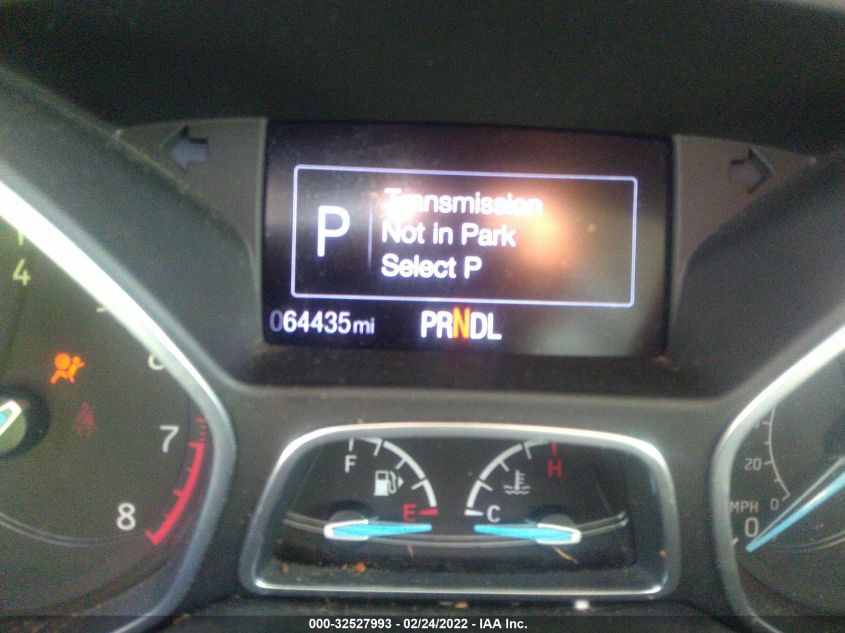 Transmission
P
Not in Park
Select P
064435mi PRNDL
4
6
7
8
F
E
H
C
20
0
MPH
0
000-32527993 - 02/24/2022 - IAA Inc.